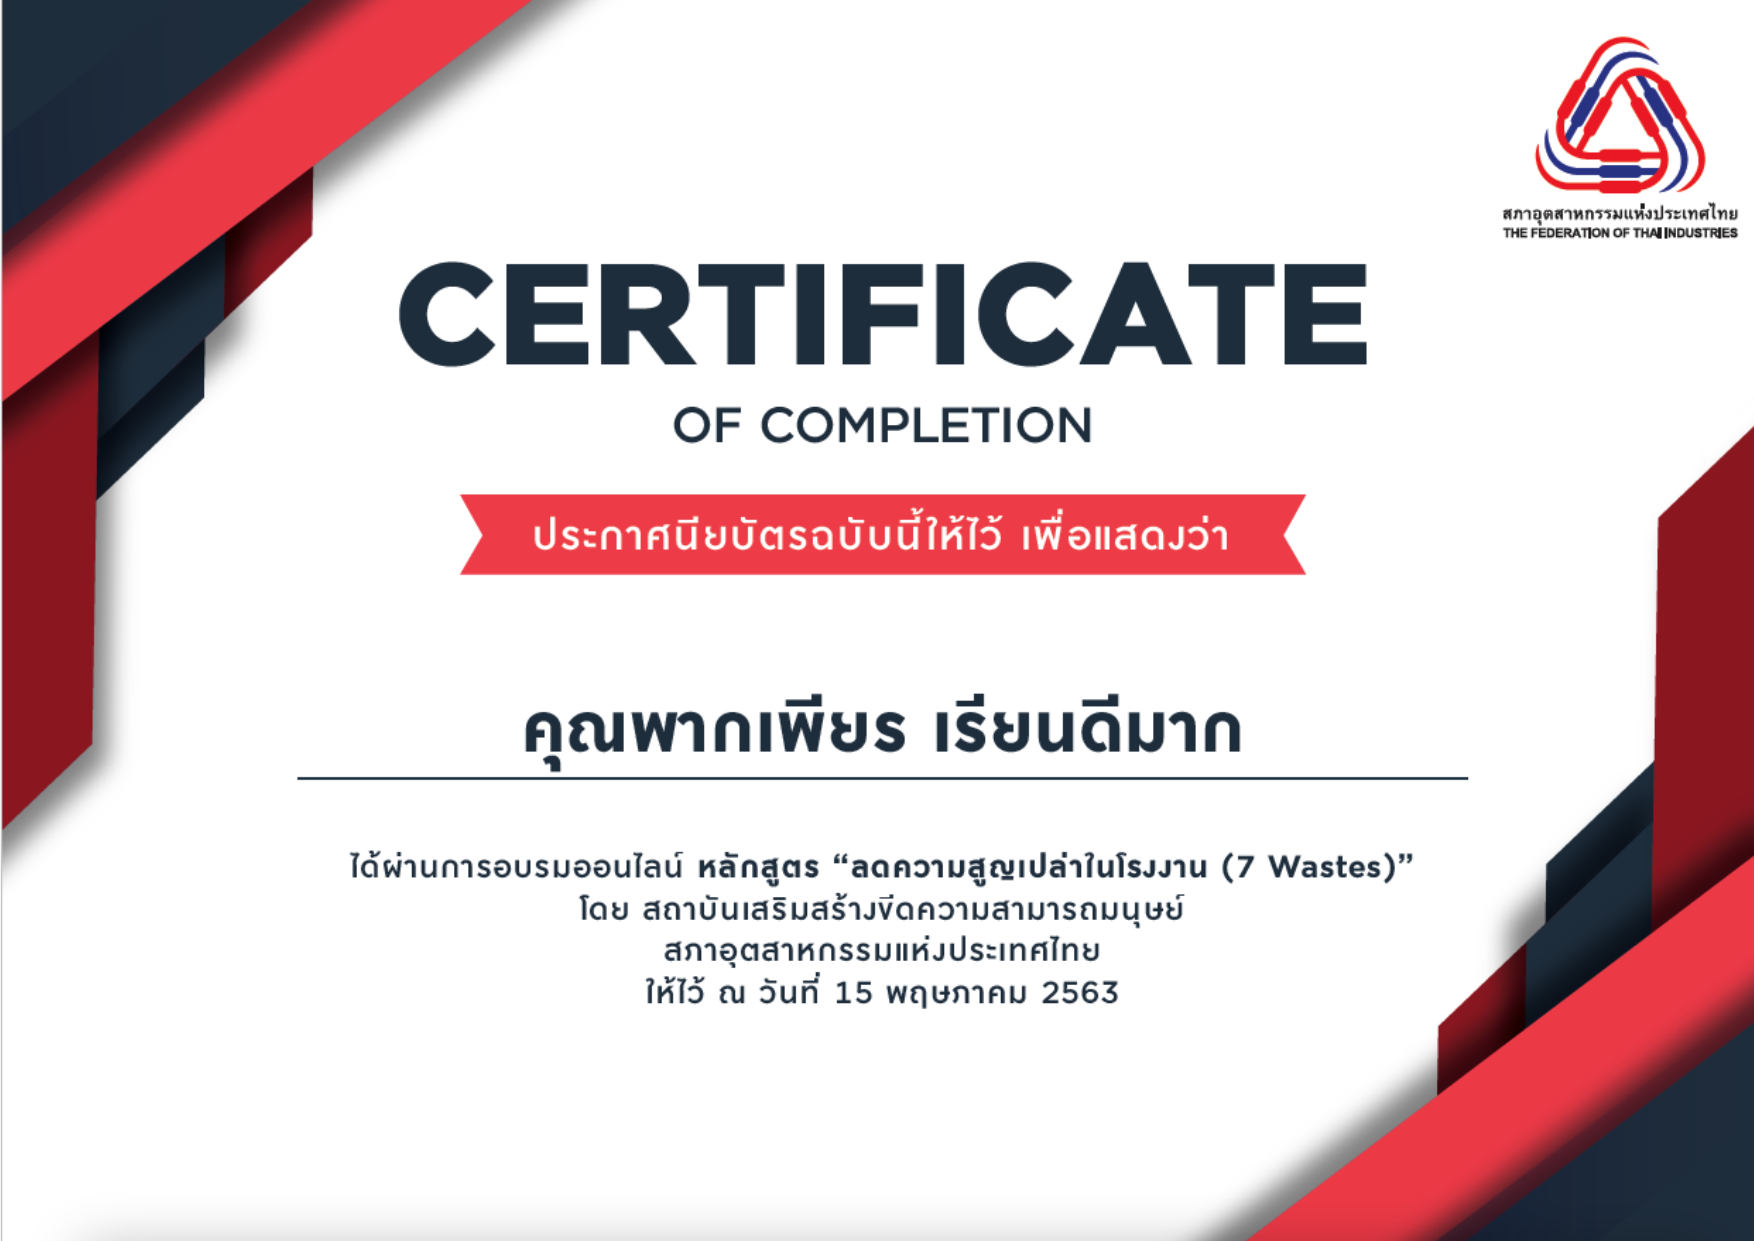 สภาอุตสาหกรรมแห่งประเทศไทย
THE FEDERATION OF THAI INDUSTRIES
CERTIFICATE
OF COMPLETION
ประกาศนียบัตรฉบับนี้ให้ไว้ เพื่อแสดงว่า
คุณพากเพียร เรียนดีมาก
ได้ผ่านการอบรมออนไลน์ หลักสูตร “ลดความสูญเปล่าในโรงงาน (7 Wastes)”
โดย สถาบันเสริมสร้างขีดความสามารถมนุษย์
สภาอุตสาหกรรมแห่งประเทศไทย
ให้ไว้ ณ วันที่ 15 พฤษภาคม 2563